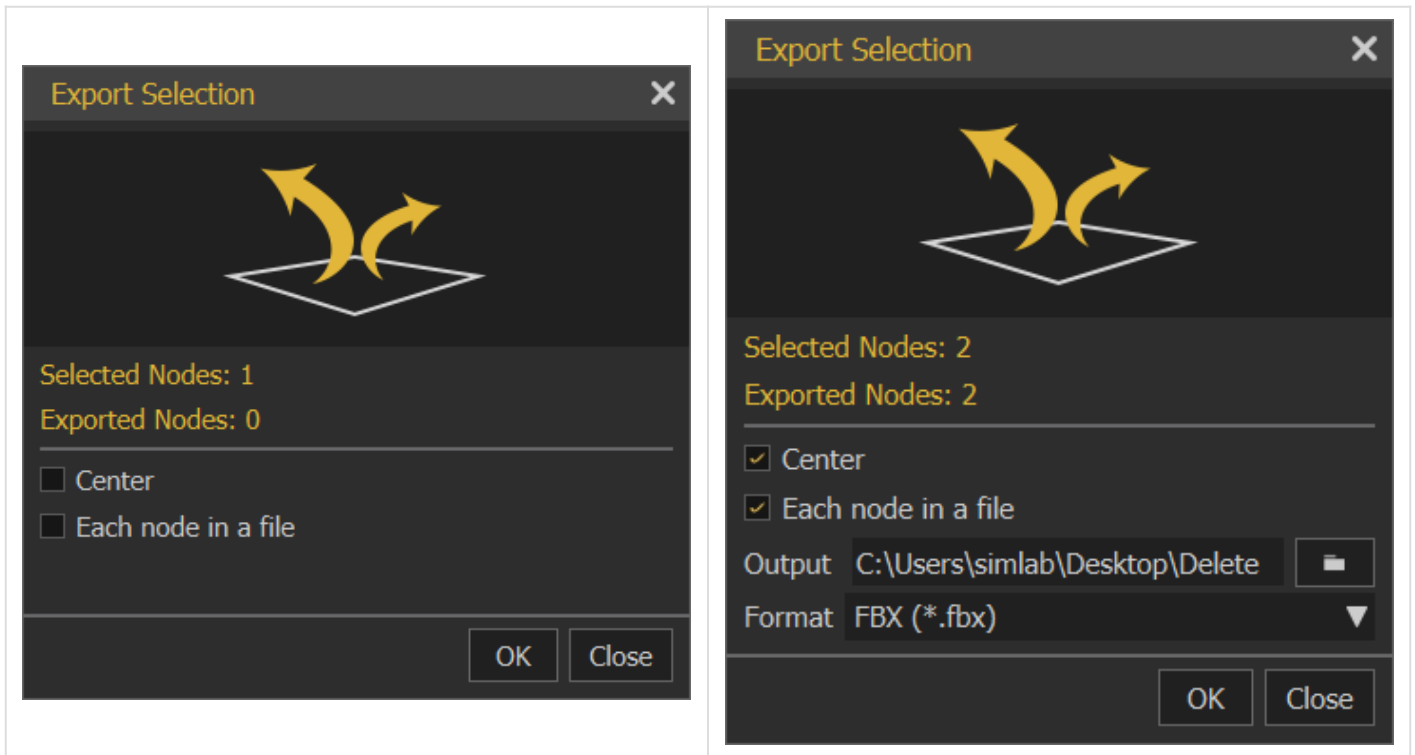 Export Selection
Selected Nodes: 1
Exported Nodes: 0
Center
Each node in a file
OK Close
Export Selection
Selected Nodes: 2
Exported Nodes: 2
Center
Each node in a file
Output C:\Users\simlab\Desktop\Delete
Format FBX (*.fbx)
OK Close